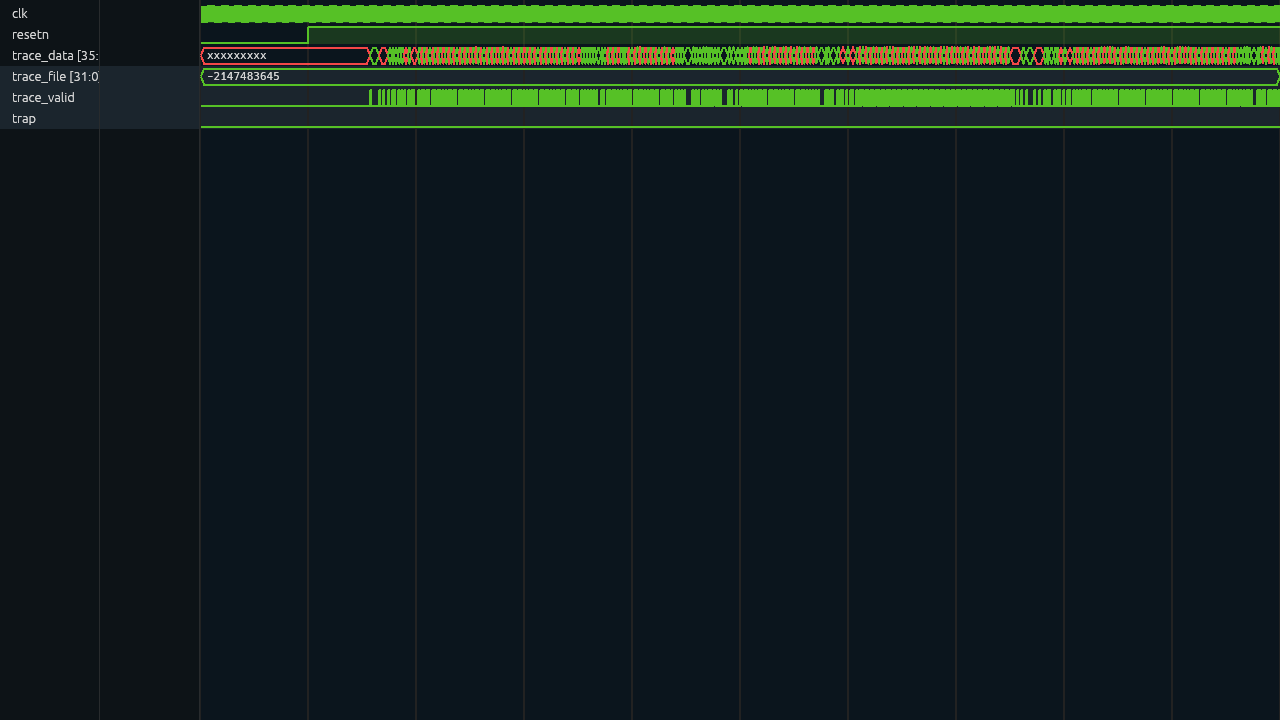 clk
resetn
trace_data [35:
xxxxxxxxx
trace_file [31:0
-2147483645
trace_valid
trap